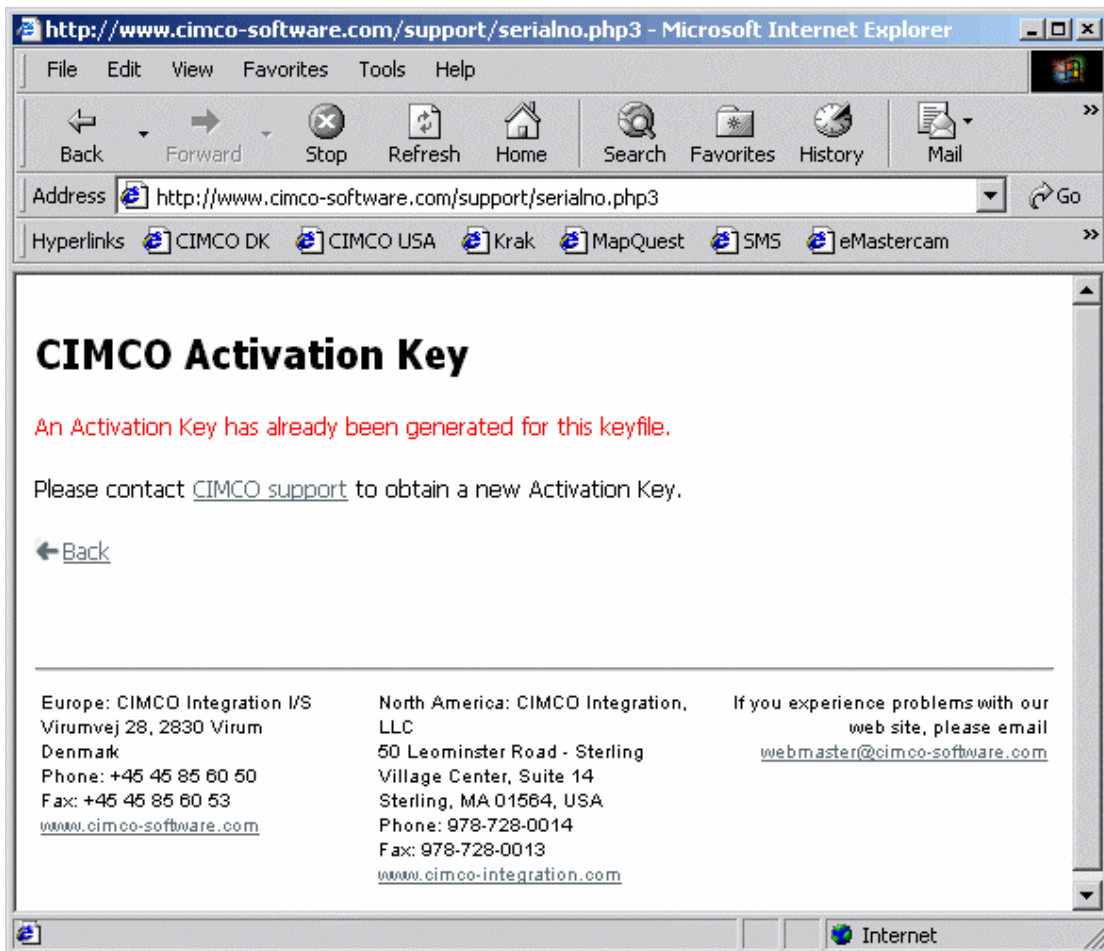 http://www.cimco-software.com/support/serialno.php3 - Microsoft Internet Explorer
File Edit View Favorites Tools Help
Back Forward Stop Refresh Home Search Favorites History Mail »
Address http://www.cimco-software.com/support/serialno.php3 Go
Hyperlinks CIMCO DK CIMCO USA Krak MapQuest SMS eMastercam »
CIMCO Activation Key
An Activation Key has already been generated for this keyfile.
Please contact CIMCO support to obtain a new Activation Key.
Back
Europe: CIMCO Integration I/S
Virumvej 28, 2830 Virum
Denmark
Phone: +45 45 85 60 50
Fax: +45 45 85 60 53
www.cimco-software.com
North America: CIMCO Integration,
LLC
50 Leominster Road - Sterling
Village Center, Suite 14
Sterling, MA 01564, USA
Phone: 978-728-0014
Fax: 978-728-0013
www.cimco-integration.com
If you experience problems with our
web site, please email
webmaster@cimco-software.com
Internet